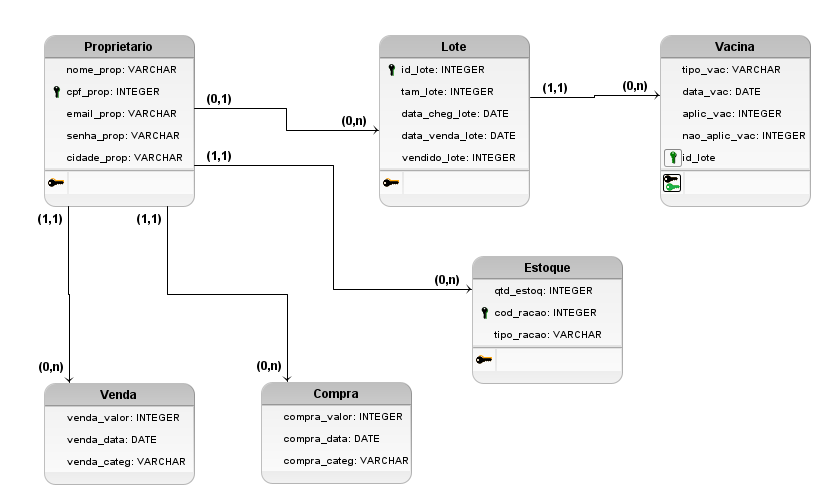 Proprietario
nome_prop: VARCHAR
cpf_prop: INTEGER
email_prop: VARCHAR
senha_prop: VARCHAR
cidade_prop: VARCHAR
Lote
id_lote: INTEGER
tam_lote: INTEGER
data_cheg_lote: DATE
data_venda_lote: DATE
vendido_lote: INTEGER
Vacina
tipo_vac: VARCHAR
data_vac: DATE
aplic_vac: INTEGER
nao_aplic_vac: INTEGER
id_lote
(0,1)
(0,n)
(1,1)
(0,n)
(1,1)
(0,n)
(1,1)
(0,n)
(1,1)
(0,n)
Estoque
qtd_estoq: INTEGER
cod_racao: INTEGER
tipo_racao: VARCHAR
Venda
venda_valor: INTEGER
venda_data: DATE
venda_categ: VARCHAR
Compra
compra_valor: INTEGER
compra_data: DATE
compra_categ: VARCHAR